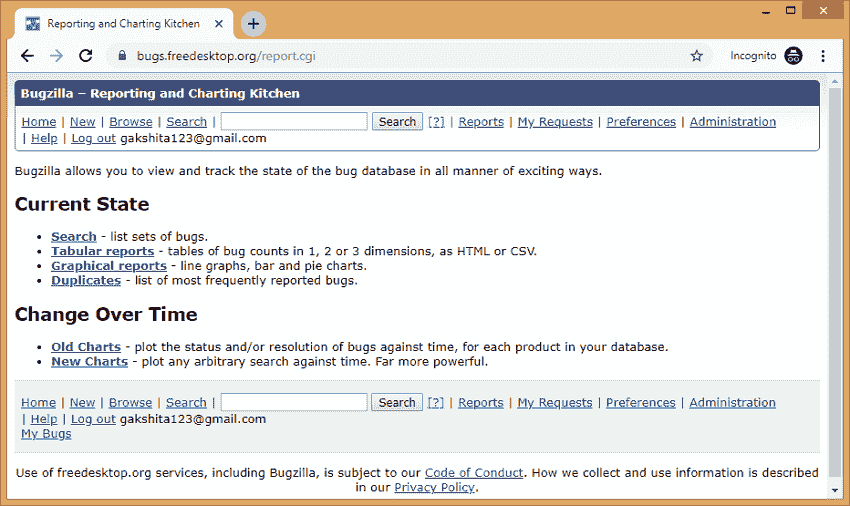 Reporting and Charting Kitchen
bugs.freedesktop.org/report.cgi
Incognito
Bugzilla – Reporting and Charting Kitchen
Home | New | Browse | Search | Search [?] | Reports | My Requests | Preferences | Administration
| Help | Log out gakshita123@gmail.com
Bugzilla allows you to view and track the state of the bug database in all manner of exciting ways.
Current State
• Search - list sets of bugs.
• Tabular reports - tables of bug counts in 1, 2 or 3 dimensions, as HTML or CSV.
• Graphical reports - line graphs, bar and pie charts.
• Duplicates - list of most frequently reported bugs.
Change Over Time
• Old Charts - plot the status and/or resolution of bugs against time, for each product in your database.
• New Charts - plot any arbitrary search against time. Far more powerful.
Home | New | Browse | Search | Search [?] | Reports | My Requests | Preferences | Administration
| Help | Log out gakshita123@gmail.com
My Bugs
Use of freedesktop.org services, including Bugzilla, is subject to our Code of Conduct. How we collect and use information is described
in our Privacy Policy.